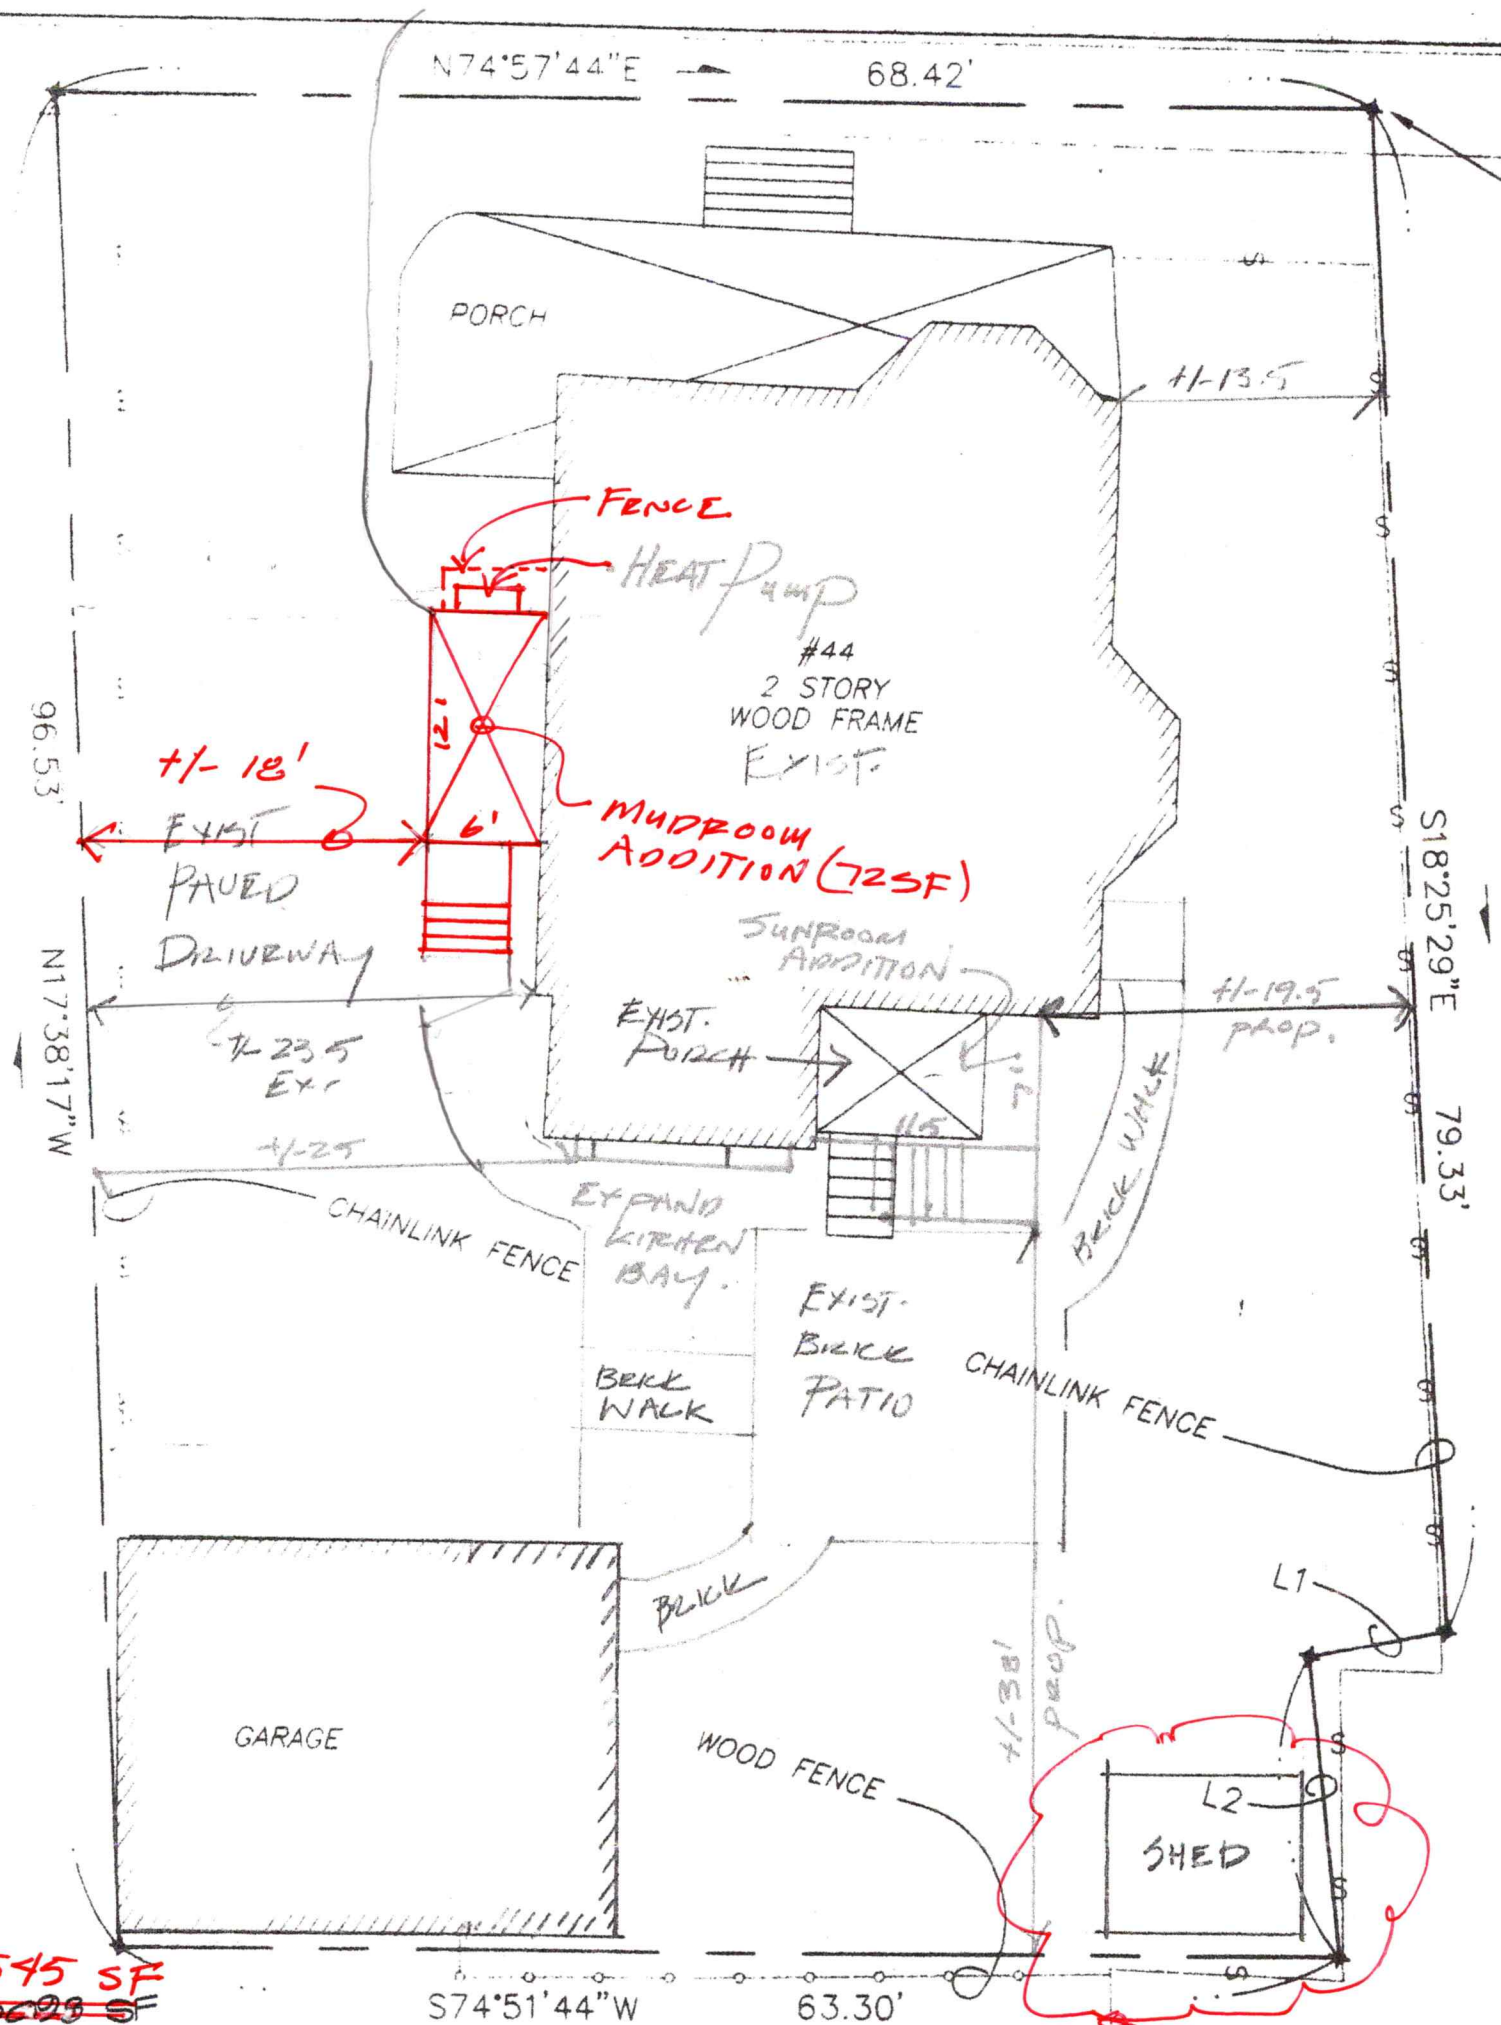 N74°57'44"E
68.42'
PORCH
+/-13.5
FENCE
HEAT Pump
#44
2 STORY
WOOD FRAME
EXIST.
12'
6'
+/- 18'
MUDROOM
ADDITION (72SF)
EXIST
PAVED
DRIVEWAY
96.53'
N17°38'17"W
S18°25'29"E
79.33'
SUNROOM
ADDITION
EXIST.
PORCH
+/-19.5
PROP.
+/- 23.5
EX.
7'
11.5
+/-25
BRICK WALK
CHAINLINK FENCE
EXPAND
KITCHEN
BAY.
EXIST.
BRICK
PATIO
BRICK
WALK
CHAINLINK FENCE
BRICK
L1
+/-38'
PROP.
GARAGE
WOOD FENCE
L2
SHED
S
S
S
S
S
S
S
S
S
S
S
S
S
S
545 SF
S74°51'44"W
63.30'